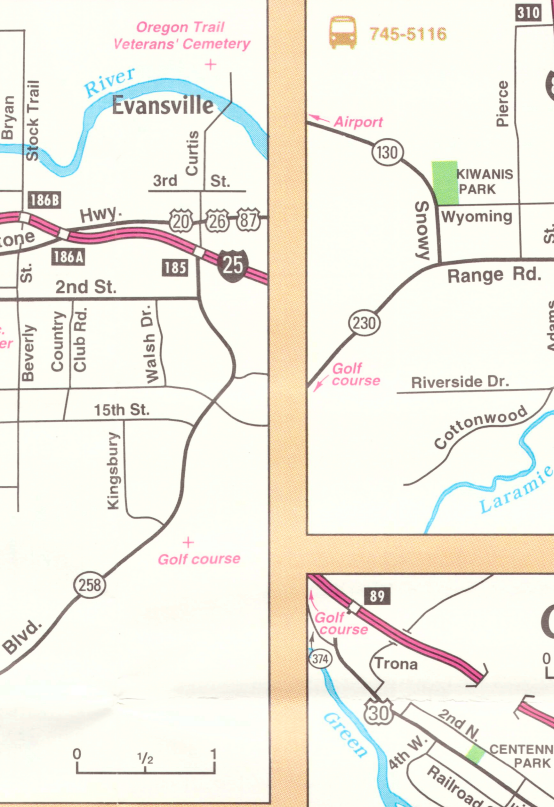 Oregon Trail
Veterans' Cemetery
River
Evansville
Bryan
Stock Trail
Curtis
3rd St.
186B
Hwy.
20 26 87
186A
185
25
St.
2nd St.
Beverly
Country
Club Rd.
Walsh Dr.
15th St.
Kingsbury
Golf course
258
Blvd.
0 1/2 1
745-5116
310
Airport
130
Pierce
KIWANIS
PARK
Snowy
Wyoming
St.
Range Rd.
230
Adams
Golf
course
Riverside Dr.
Cottonwood
Laramie
89
Golf
course
374
Trona
30
Green
2nd N.
4th W.
CENTENN
PARK
Railroad
0